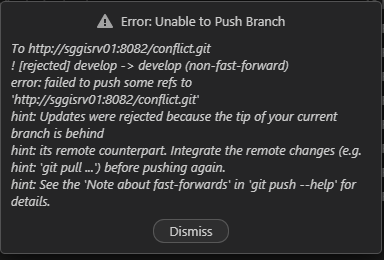 Error: Unable to Push Branch
To http://sggisrv01:8082/conflict.git
! [rejected] develop -> develop (non-fast-forward)
error: failed to push some refs to
'http://sggisrv01:8082/conflict.git'
hint: Updates were rejected because the tip of your current
branch is behind
hint: its remote counterpart. Integrate the remote changes (e.g.
hint: 'git pull ...') before pushing again.
hint: See the 'Note about fast-forwards' in 'git push --help' for
details.
Dismiss